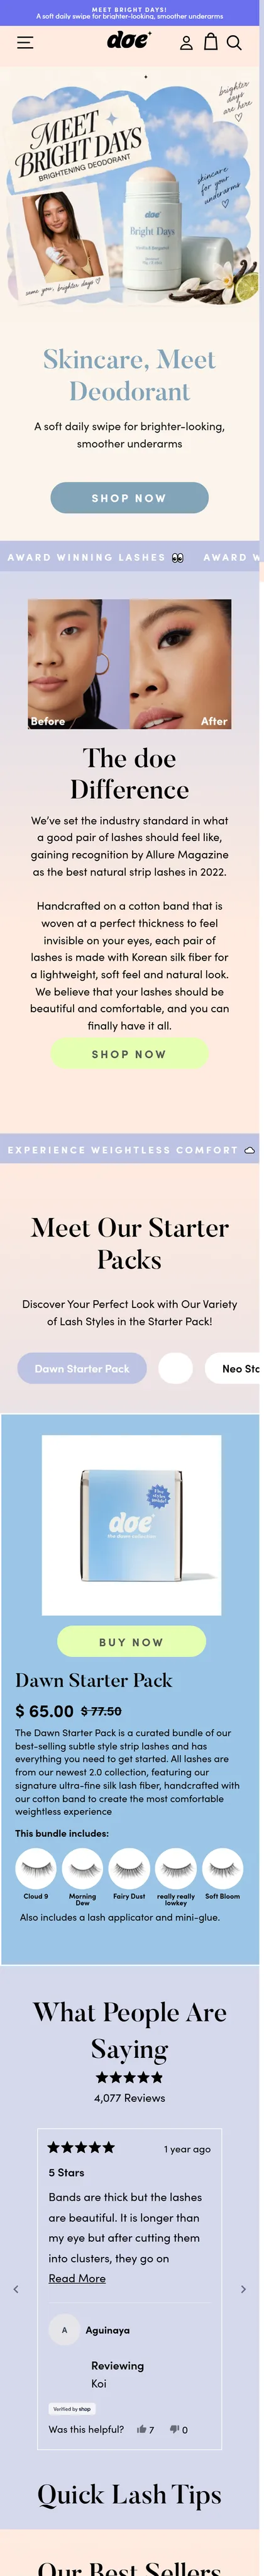 MEET BRIGHT DAYS!
A soft daily swipe for brighter-looking, smoother underarms
doe
MEET
BRIGHT DAYS
BRIGHTENING DEODORANT
brighter
days
are here
doe
Bright Days
skincare
for your
underarms
Skincare, Meet
Deodorant
A soft daily swipe for brighter-looking,
smoother underarms
SHOP NOW
AWARD WINNING LASHES 👀 AWARD W
Before
After
The doe
Difference
We've set the industry standard in what
a good pair of lashes should feel like,
gaining recognition by Allure Magazine
as the best natural strip lashes in 2022.
Handcrafted on a cotton band that is
woven at a perfect thickness to feel
invisible on your eyes, each pair of
lashes is made with Korean silk fiber for
a lightweight, soft feel and natural look.
We believe that your lashes should be
beautiful and comfortable, and you can
finally have it all.
SHOP NOW
EXPERIENCE WEIGHTLESS COMFORT ☁
Meet Our Starter
Packs
Discover Your Perfect Look with Our Variety
of Lash Styles in the Starter Pack!
Dawn Starter Pack
Neo Sta
doe
BUY NOW
Dawn Starter Pack
$ 65.00 $ 77.50
The Dawn Starter Pack is a curated bundle of our
best-selling subtle style strip lashes and has
everything you need to get started. All lashes are
from our newest 2.0 collection, featuring our
signature ultra-fine silk lash fiber, handcrafted with
our cotton band to create the most comfortable
weightless experience
This bundle includes:
Cloud 9
Morning
Dew
Fairy Dust
really really
lowkey
Soft Bloom
Also includes a lash applicator and mini-glue.
What People Are
Saying
★★★★★
4,077 Reviews
★★★★★
1 year ago
5 Stars
Bands are thick but the lashes
are beautiful. It is longer than
my eye but after cutting them
into clusters, they go on
Read More
A
Aguinaya
Reviewing
Koi
Verified by shop
Was this helpful? 7 0
Quick Lash Tips
Our Best Sellers